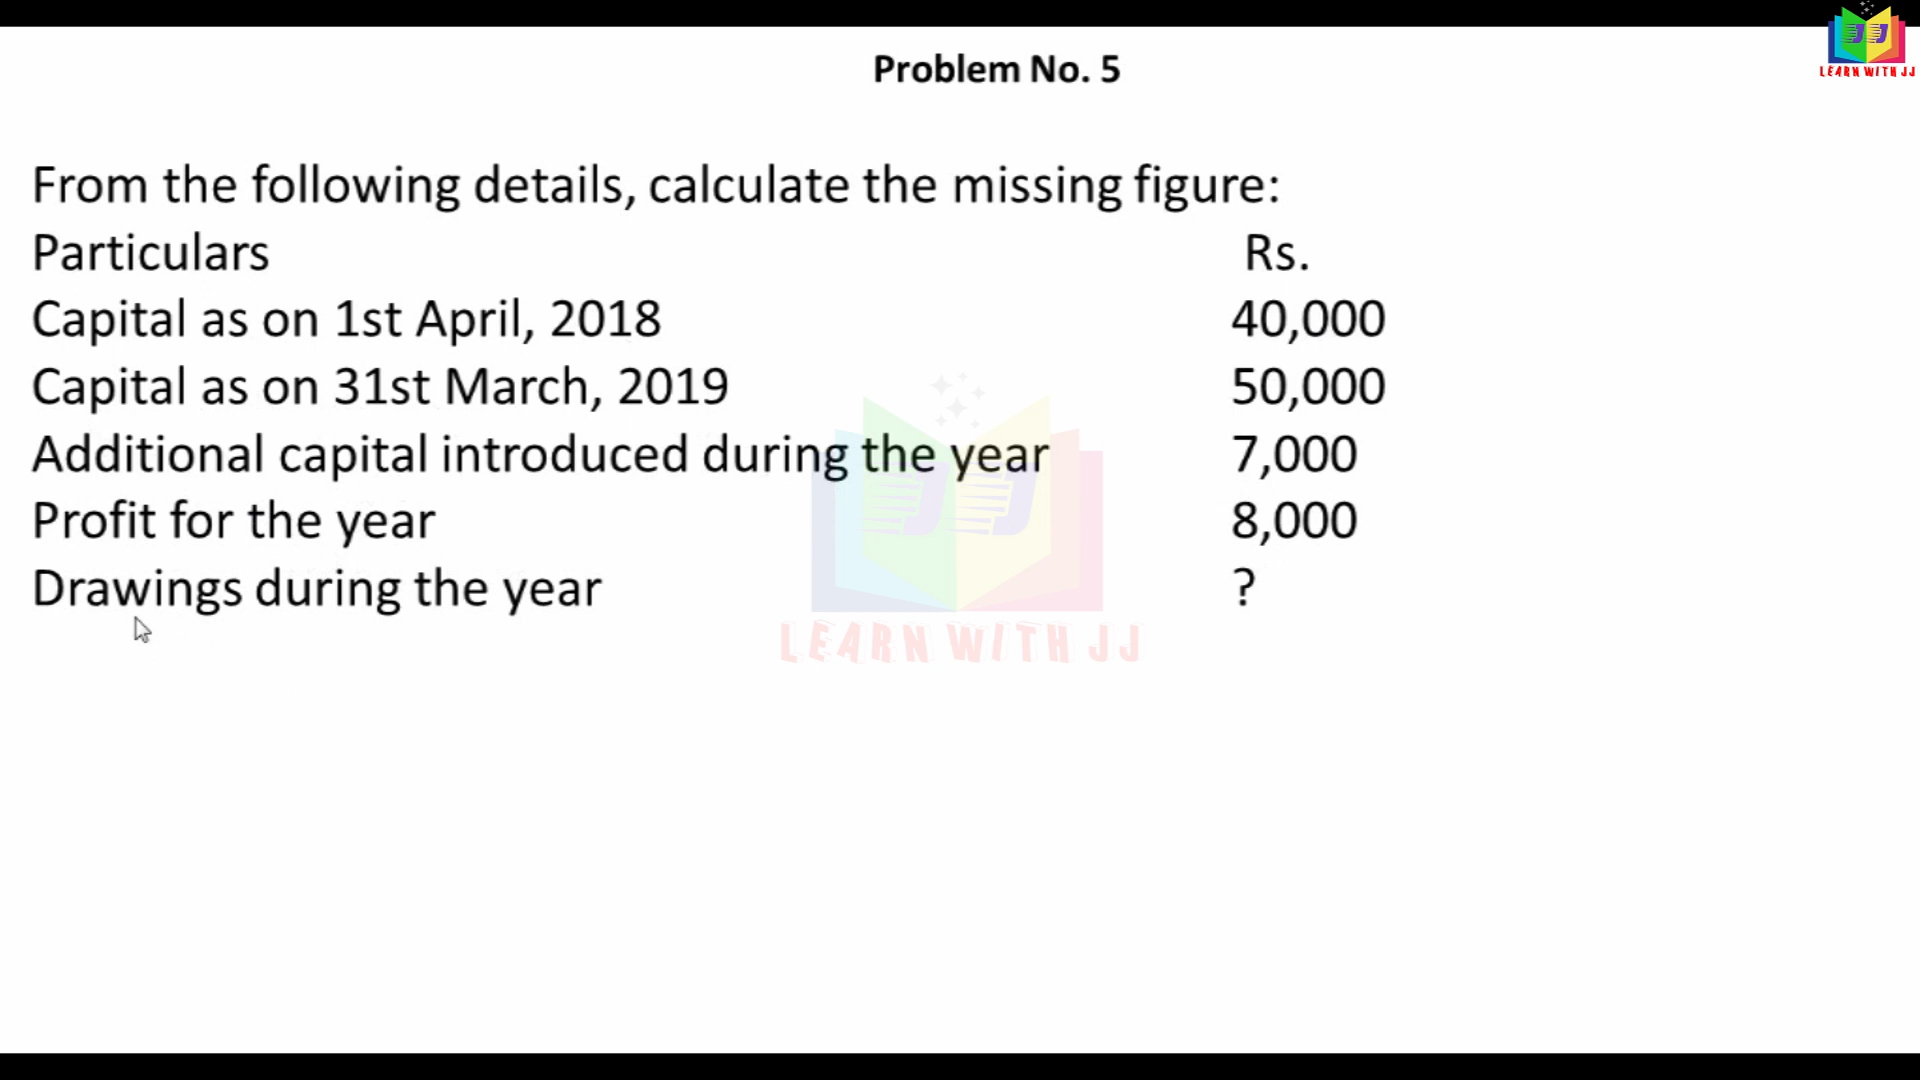 LEARN WITH JJ
Problem No. 5
From the following details, calculate the missing figure:
Particulars Rs.
Capital as on 1st April, 2018 40,000
Capital as on 31st March, 2019 50,000
Additional capital introduced during the year 7,000
Profit for the year 8,000
Drawings during the year ?
JJ
LEARN WITH JJ